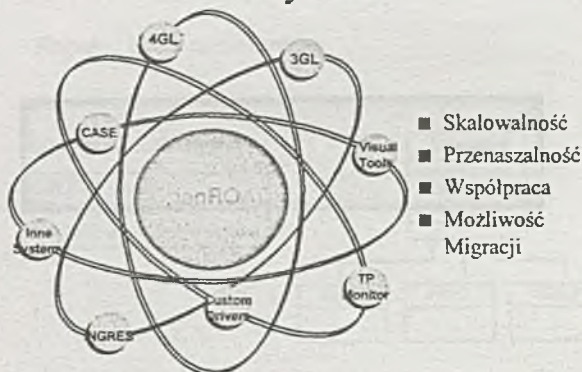 4GL
3GL
CASE
Visual
Tools
Inne
Systemy
TP
Monitor
Custom
Drivers
INGRES
■ Skalowalność
■ Przenaszalność
■ Współpraca
■ Możliwość
Migracji